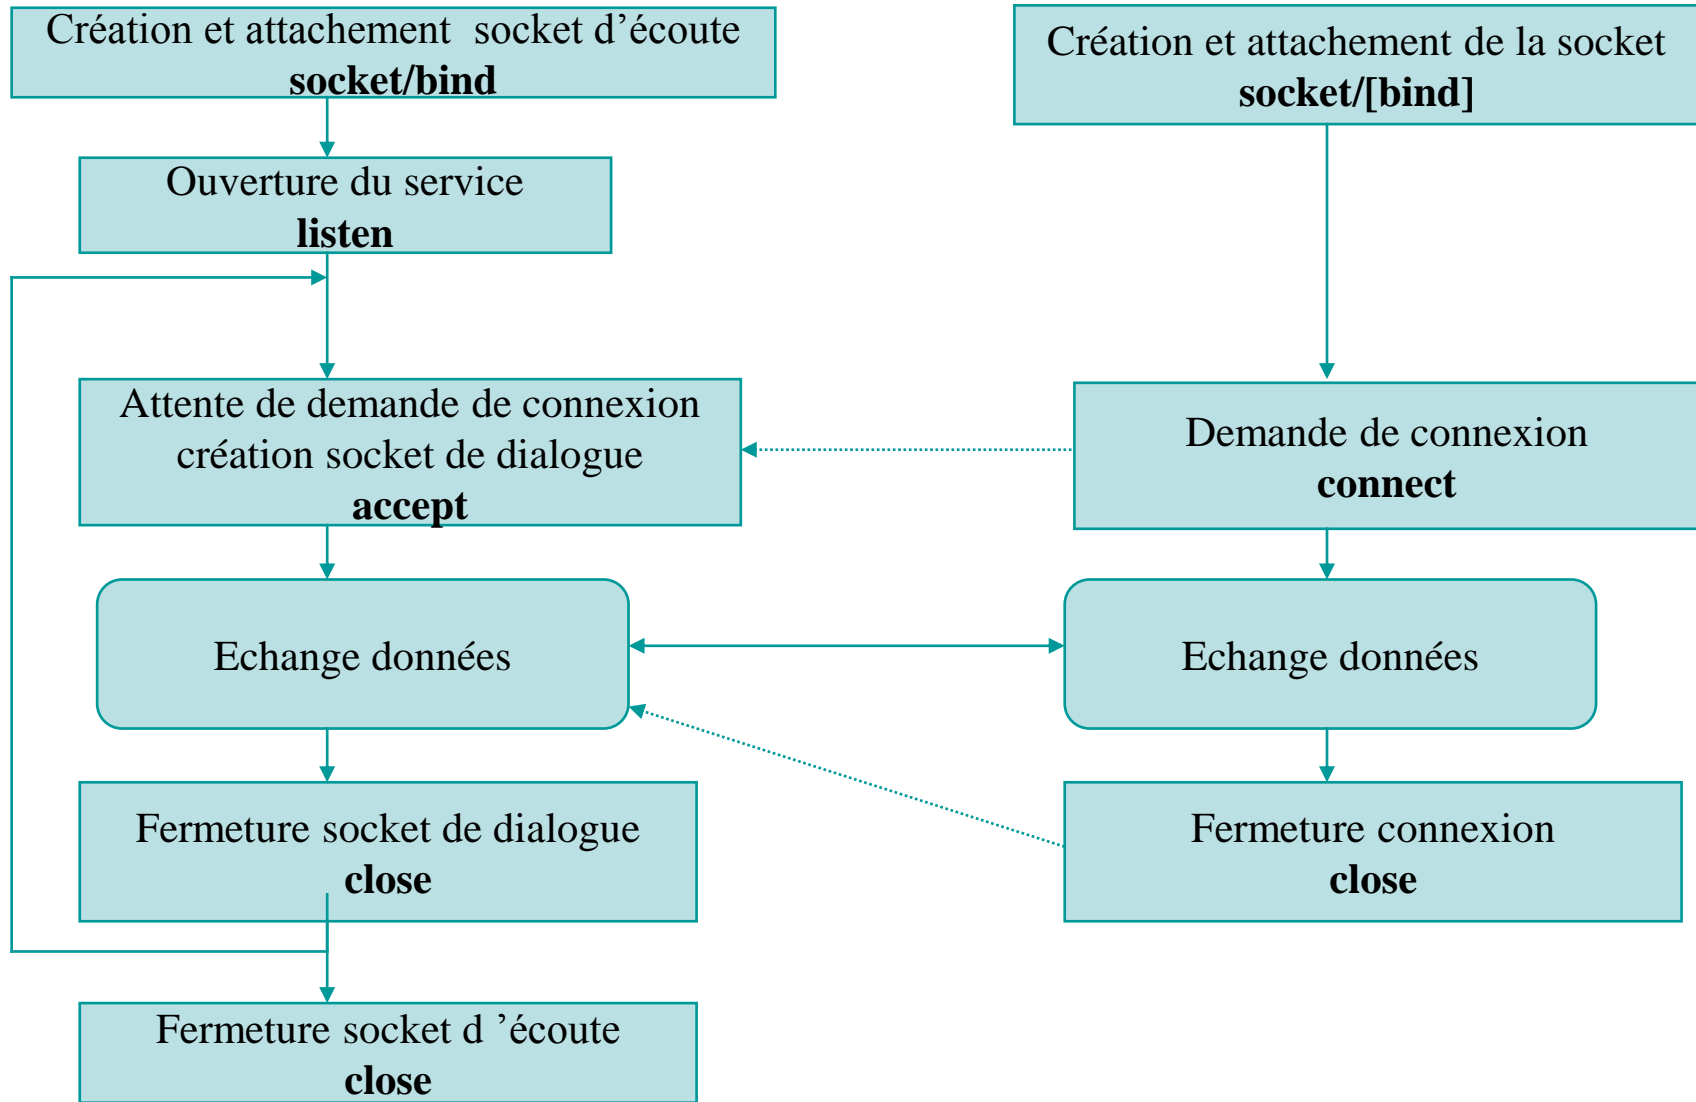 Création et attachement  socket d’écoute
socket/bind
Ouverture du service
listen
Attente de demande de connexion
création socket de dialogue
accept
Echange données
Fermeture socket de dialogue
close
Fermeture socket d ’écoute
close
Création et attachement de la socket
socket/[bind]
Demande de connexion
connect
Echange données
Fermeture connexion
close